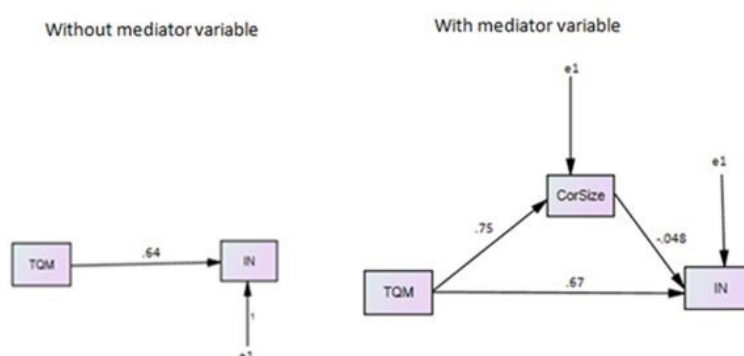 Without mediator variable
With mediator variable
e1
e1
CorSize
.75
-.048
.64
TQM
IN
.67
TQM
IN
1
e1